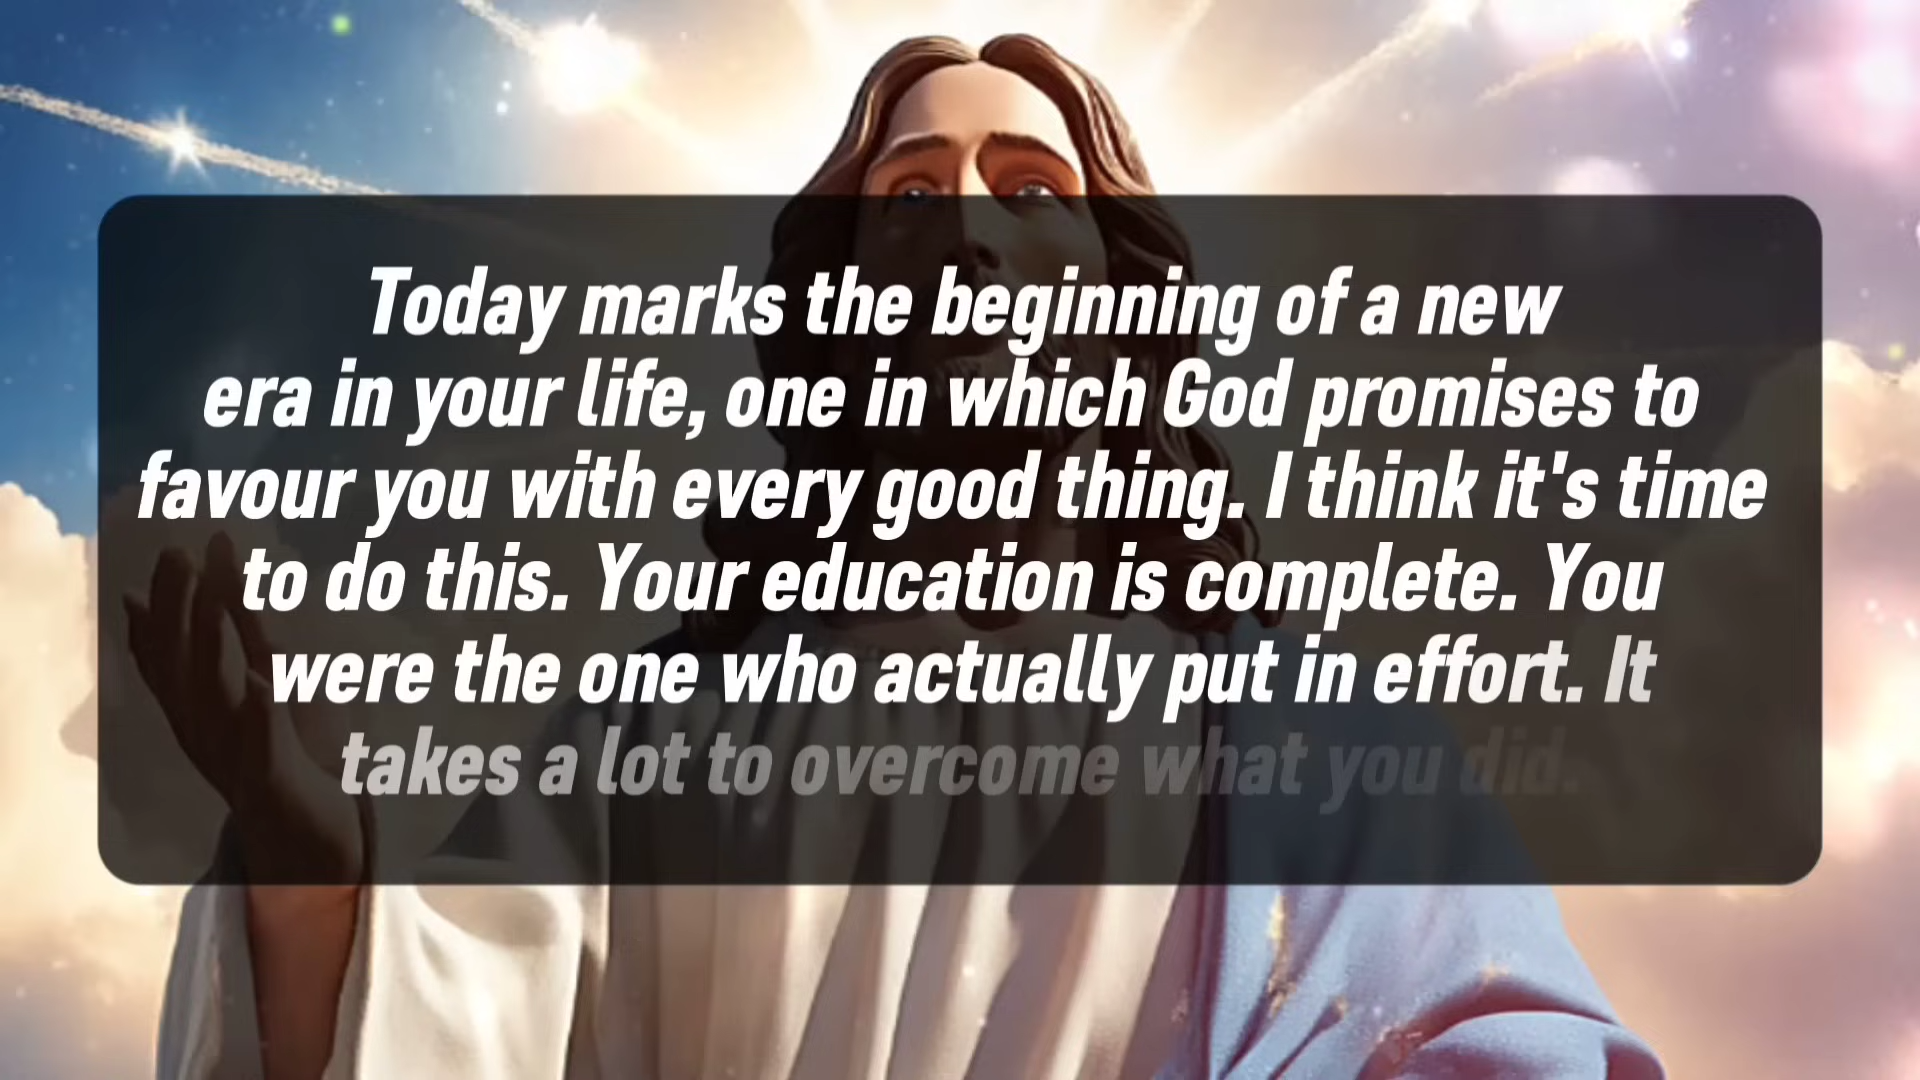 Today marks the beginning of a new
era in your life, one in which God promises to
favour you with every good thing. I think it's time
to do this. Your education is complete. You
were the one who actually put in effort. It
takes a lot to overcome what you did.